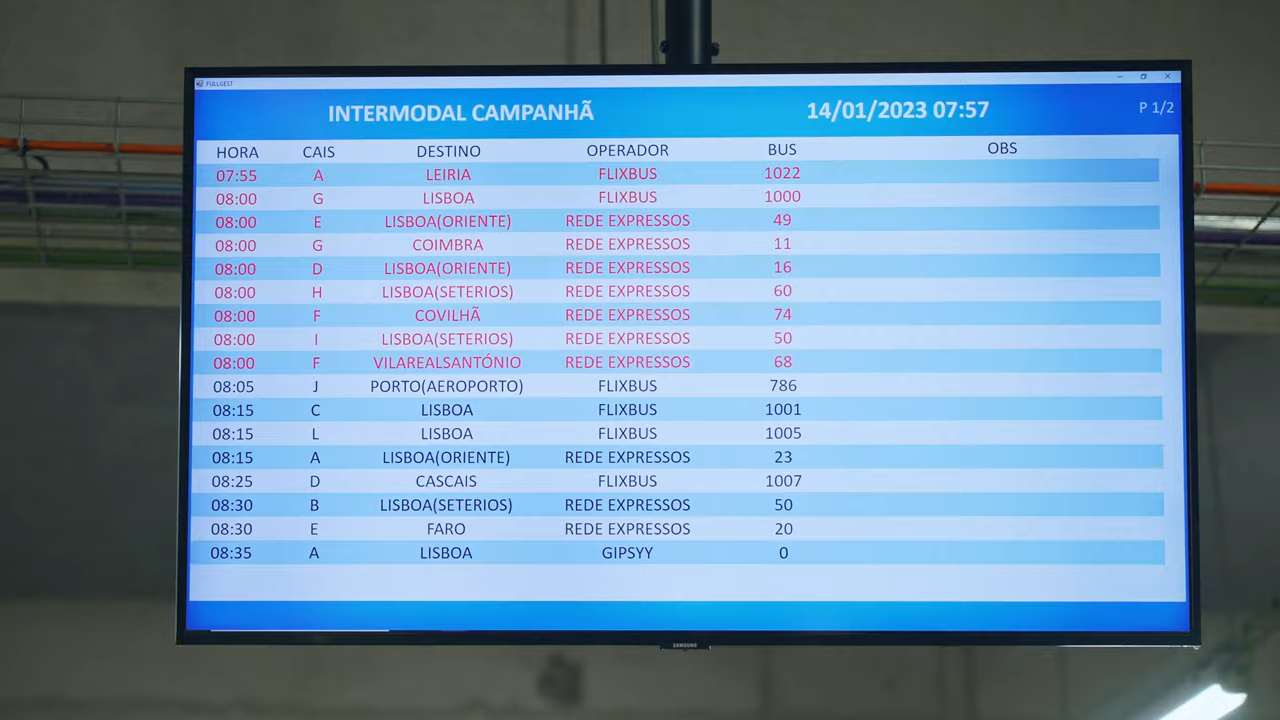 FULLGEST
INTERMODAL CAMPANHÃ 14/01/2023 07:57 P 1/2
HORA CAIS DESTINO OPERADOR BUS OBS
07:55 A LEIRIA FLIXBUS 1022
08:00 G LISBOA FLIXBUS 1000
08:00 E LISBOA(ORIENTE) REDE EXPRESSOS 49
08:00 G COIMBRA REDE EXPRESSOS 11
08:00 D LISBOA(ORIENTE) REDE EXPRESSOS 16
08:00 H LISBOA(SETERIOS) REDE EXPRESSOS 60
08:00 F COVILHÃ REDE EXPRESSOS 74
08:00 I LISBOA(SETERIOS) REDE EXPRESSOS 50
08:00 F VILAREALSANTÓNIO REDE EXPRESSOS 68
08:05 J PORTO(AEROPORTO) FLIXBUS 786
08:15 C LISBOA FLIXBUS 1001
08:15 L LISBOA FLIXBUS 1005
08:15 A LISBOA(ORIENTE) REDE EXPRESSOS 23
08:25 D CASCAIS FLIXBUS 1007
08:30 B LISBOA(SETERIOS) REDE EXPRESSOS 50
08:30 E FARO REDE EXPRESSOS 20
08:35 A LISBOA GIPSYY 0
SAMSUNG